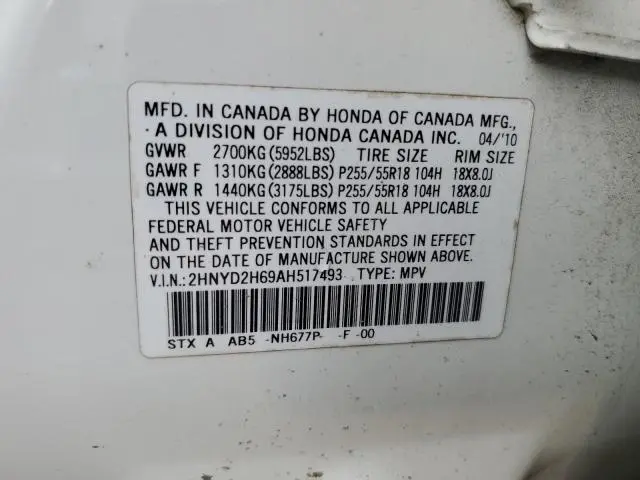 MFD. IN CANADA BY HONDA OF CANADA MFG.,
A DIVISION OF HONDA CANADA INC. 04/'10
GVWR 2700KG (5952LBS) TIRE SIZE RIM SIZE
GAWR F 1310KG (2888LBS) P255/55R18 104H 18X8.0J
GAWR R 1440KG (3175LBS) P255/55R18 104H 18X8.0J
THIS VEHICLE CONFORMS TO ALL APPLICABLE
FEDERAL MOTOR VEHICLE SAFETY
AND THEFT PREVENTION STANDARDS IN EFFECT
ON THE DATE OF MANUFACTURE SHOWN ABOVE.
V.I.N.: 2HNYD2H69AH517493 TYPE: MPV
STX A AB5 -NH677P- -F -00